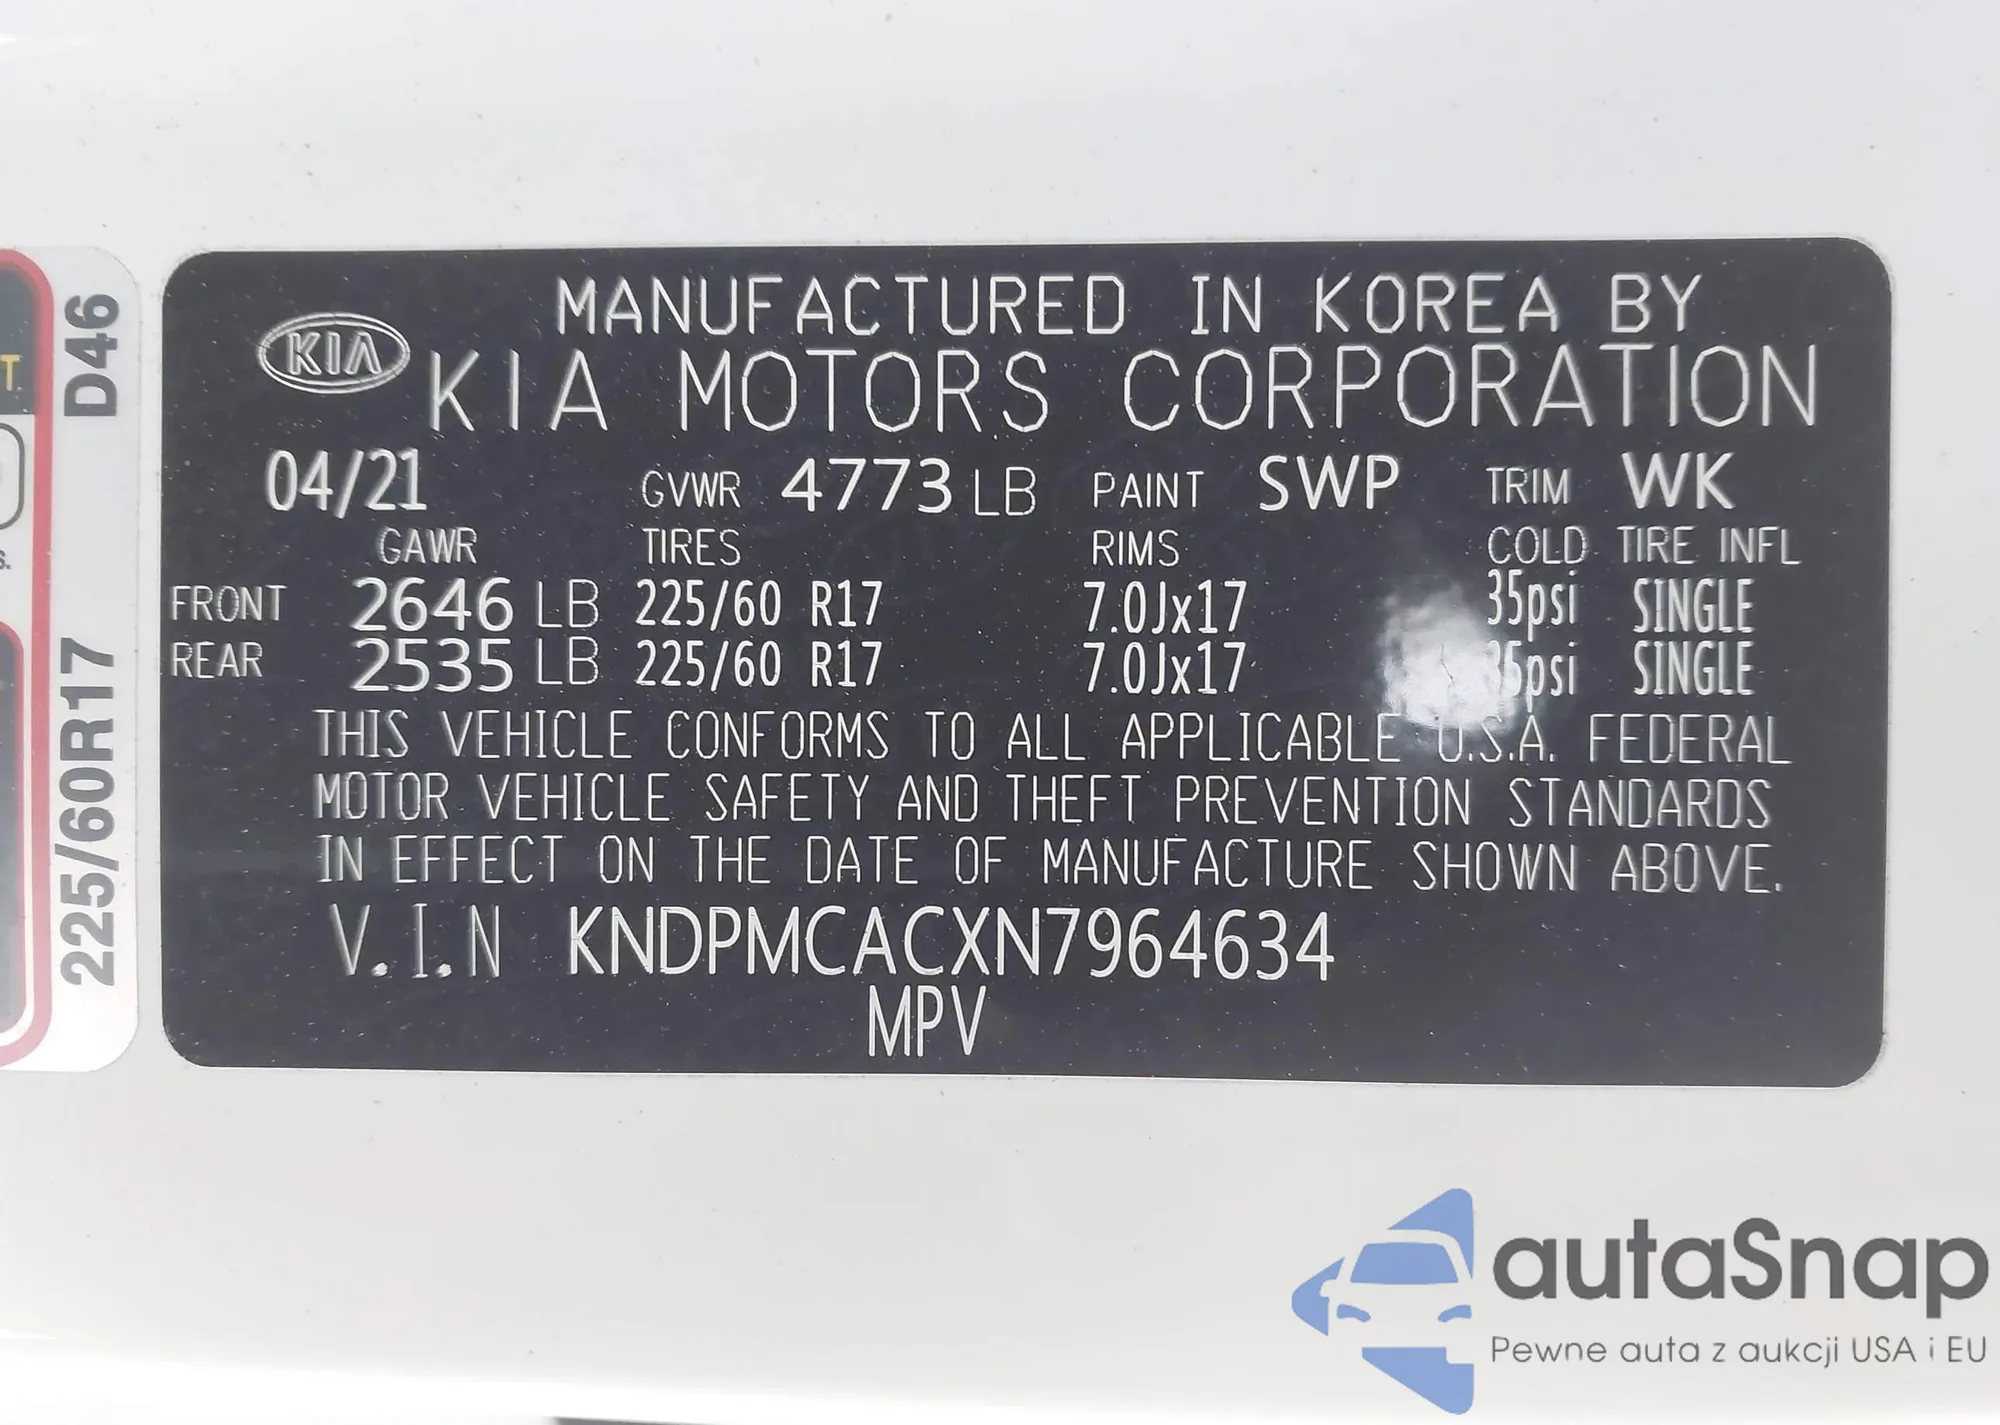 KIA
MANUFACTURED IN KOREA BY
KIA MOTORS CORPORATION
04/21 GVWR 4773 LB PAINT SWP TRIM WK
GAWR TIRES RIMS COLD TIRE INFL
FRONT 2646 LB 225/60 R17 7.0Jx17 35psi SINGLE
REAR 2535 LB 225/60 R17 7.0Jx17 35psi SINGLE
THIS VEHICLE CONFORMS TO ALL APPLICABLE U.S.A. FEDERAL
MOTOR VEHICLE SAFETY AND THEFT PREVENTION STANDARDS
IN EFFECT ON THE DATE OF MANUFACTURE SHOWN ABOVE.
V.I.N KNDPMCACXN7964634
MPV
225/60R17 D46
T
s.
autaSnap
Pewne auta z aukcji USA i EU